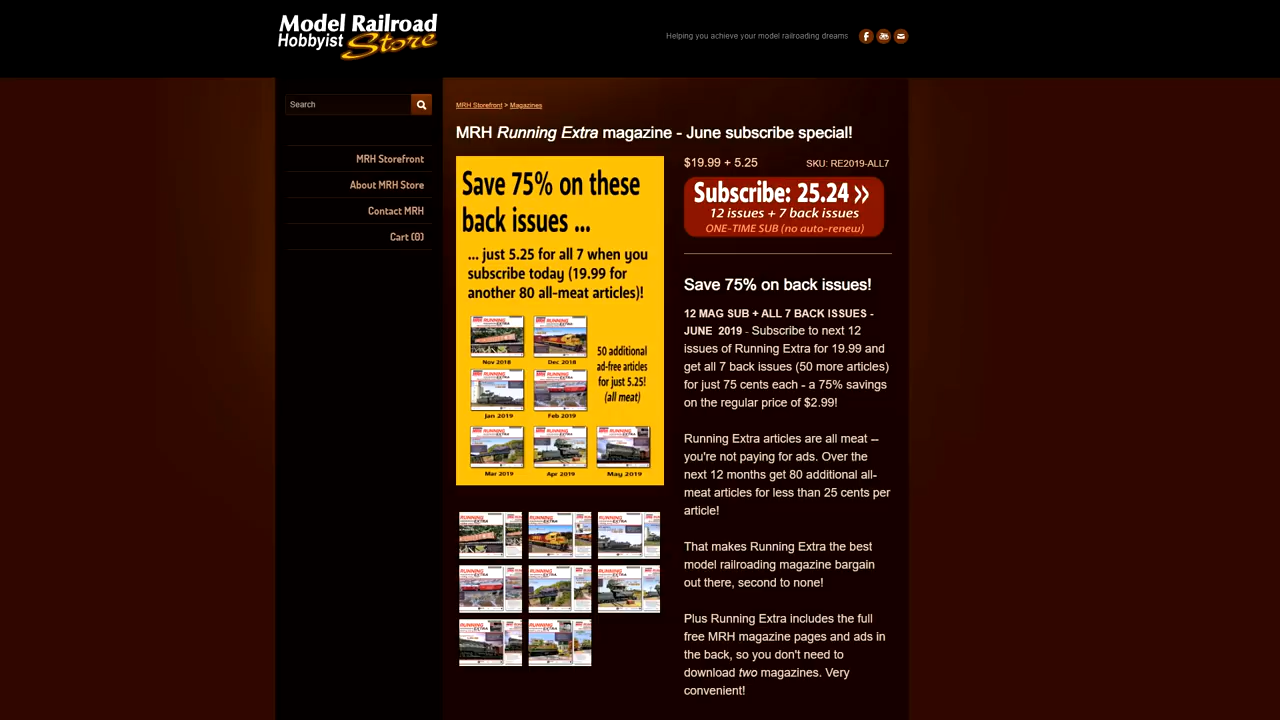 Model Railroad
Hobbyist Store
Helping you achieve your model railroading dreams
Search
MRH Storefront
About MRH Store
Contact MRH
Cart (0)
MRH Storefront > Magazines
MRH Running Extra magazine - June subscribe special!
Save 75% on these
back issues ...
... just 5.25 for all 7 when you
subscribe today (19.99 for
another 80 all-meat articles)!
Nov 2018
Dec 2018
50 additional
ad-free articles
for just 5.25!
(all meat)
Jan 2019
Feb 2019
Mar 2019
Apr 2019
May 2019
$19.99 + 5.25
SKU: RE2019-ALL7
Subscribe: 25.24 »
12 issues + 7 back issues
ONE-TIME SUB (no auto-renew)
Save 75% on back issues!
12 MAG SUB + ALL 7 BACK ISSUES -
JUNE 2019 - Subscribe to next 12
issues of Running Extra for 19.99 and
get all 7 back issues (50 more articles)
for just 75 cents each - a 75% savings
on the regular price of $2.99!
Running Extra articles are all meat --
you're not paying for ads. Over the
next 12 months get 80 additional all-
meat articles for less than 25 cents per
article!
That makes Running Extra the best
model railroading magazine bargain
out there, second to none!
Plus Running Extra includes the full
free MRH magazine pages and ads in
the back, so you don't need to
download two magazines. Very
convenient!